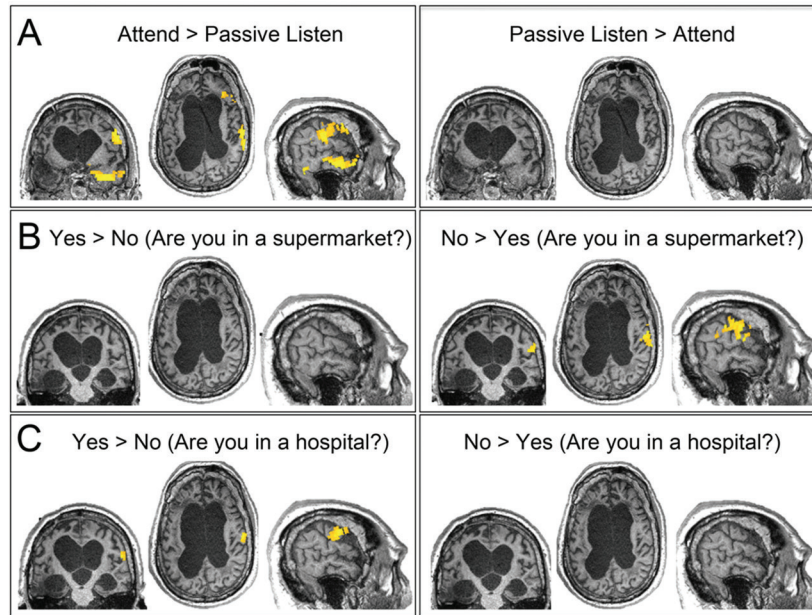 A
Attend > Passive Listen
Passive Listen > Attend
B
Yes > No (Are you in a supermarket?)
No > Yes (Are you in a supermarket?)
C
Yes > No (Are you in a hospital?)
No > Yes (Are you in a hospital?)